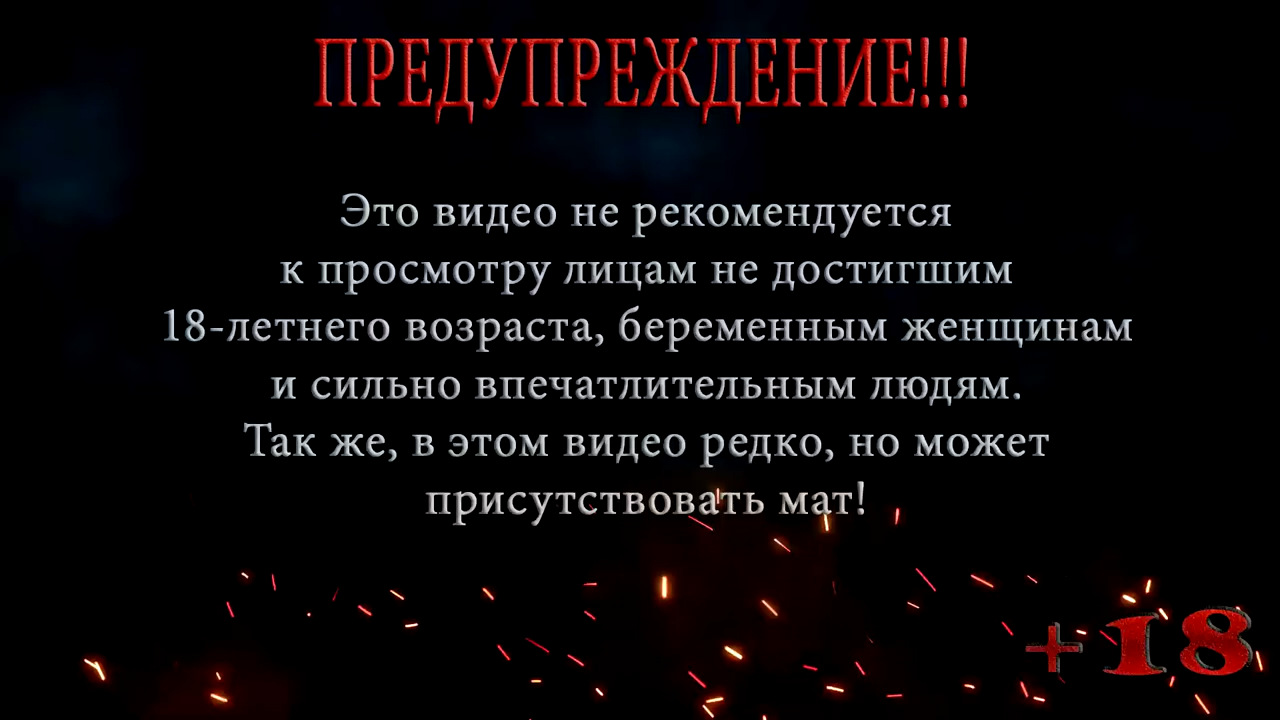 ПРЕДУПРЕЖДЕНИЕ!!!
Это видео не рекомендуется
к просмотру лицам не достигшим
18-летнего возраста, беременным женщинам
и сильно впечатлительным людям.
Так же, в этом видео редко, но может
присутствовать мат!
+18